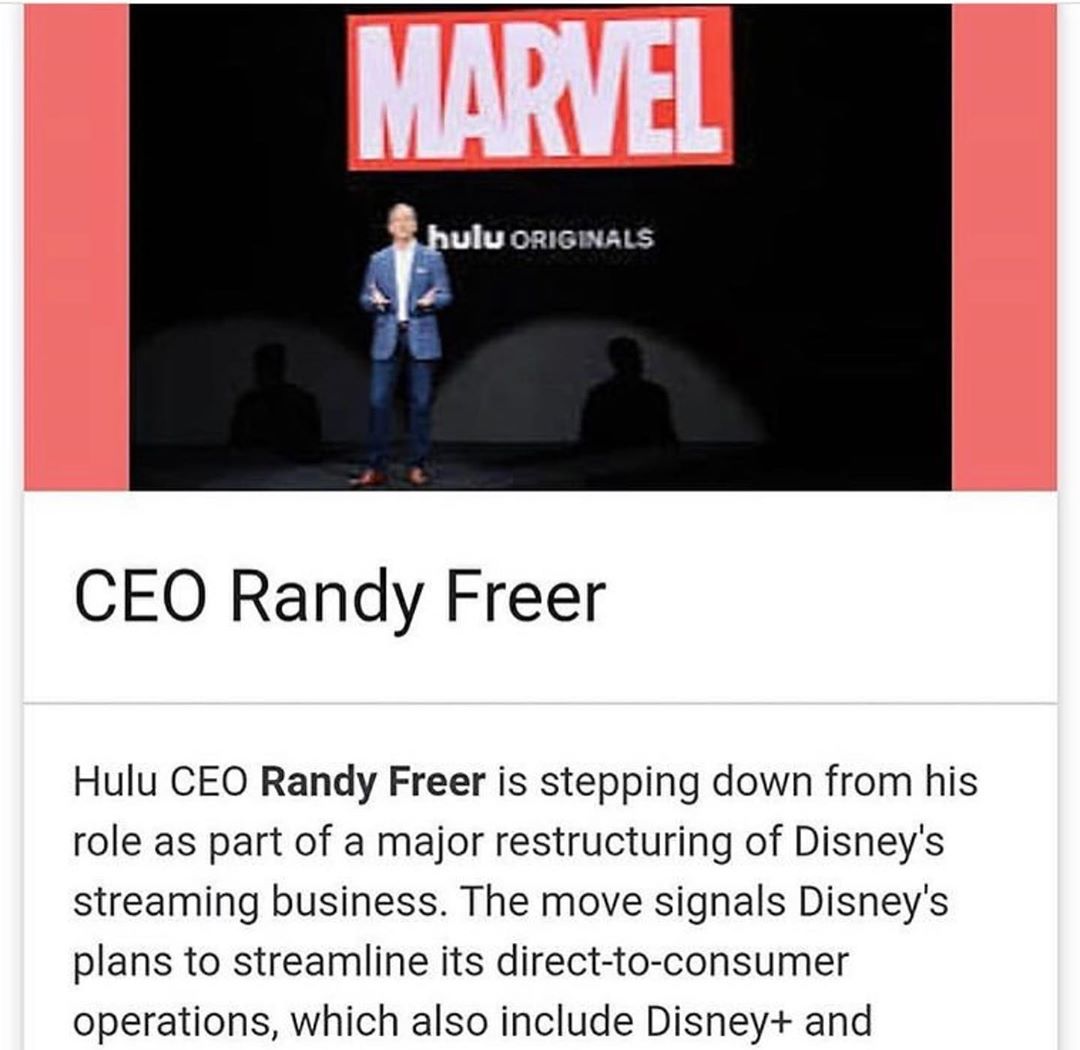 MARVEL
hulu ORIGINALS
CEO Randy Freer
Hulu CEO Randy Freer is stepping down from his
role as part of a major restructuring of Disney's
streaming business. The move signals Disney's
plans to streamline its direct-to-consumer
operations, which also include Disney+ and